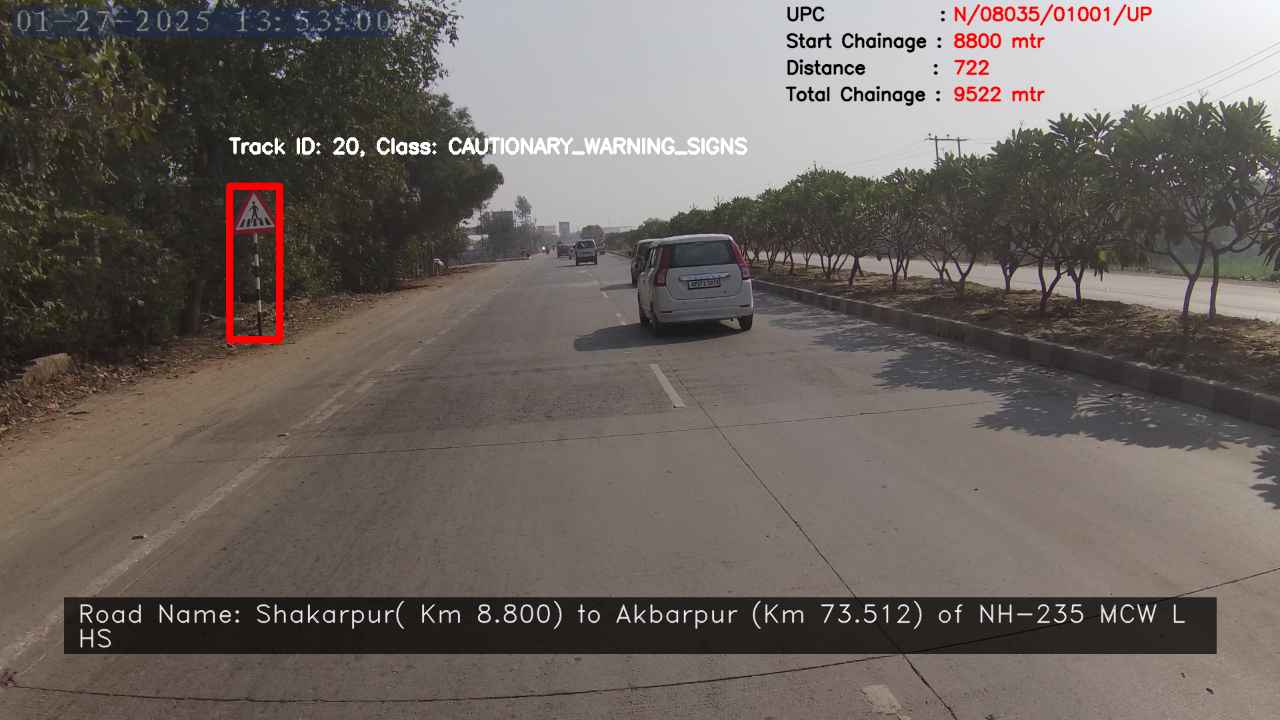 01-27-2025 13:53:00
UPC : N/08035/01001/UP
Start Chainage : 8800 mtr
Distance : 722
Total Chainage : 9522 mtr
Track ID: 20, Class: CAUTIONARY_WARNING_SIGNS
Road Name: Shakarpur( Km 8.800) to Akbarpur (Km 73.512) of NH-235 MCW L
HS